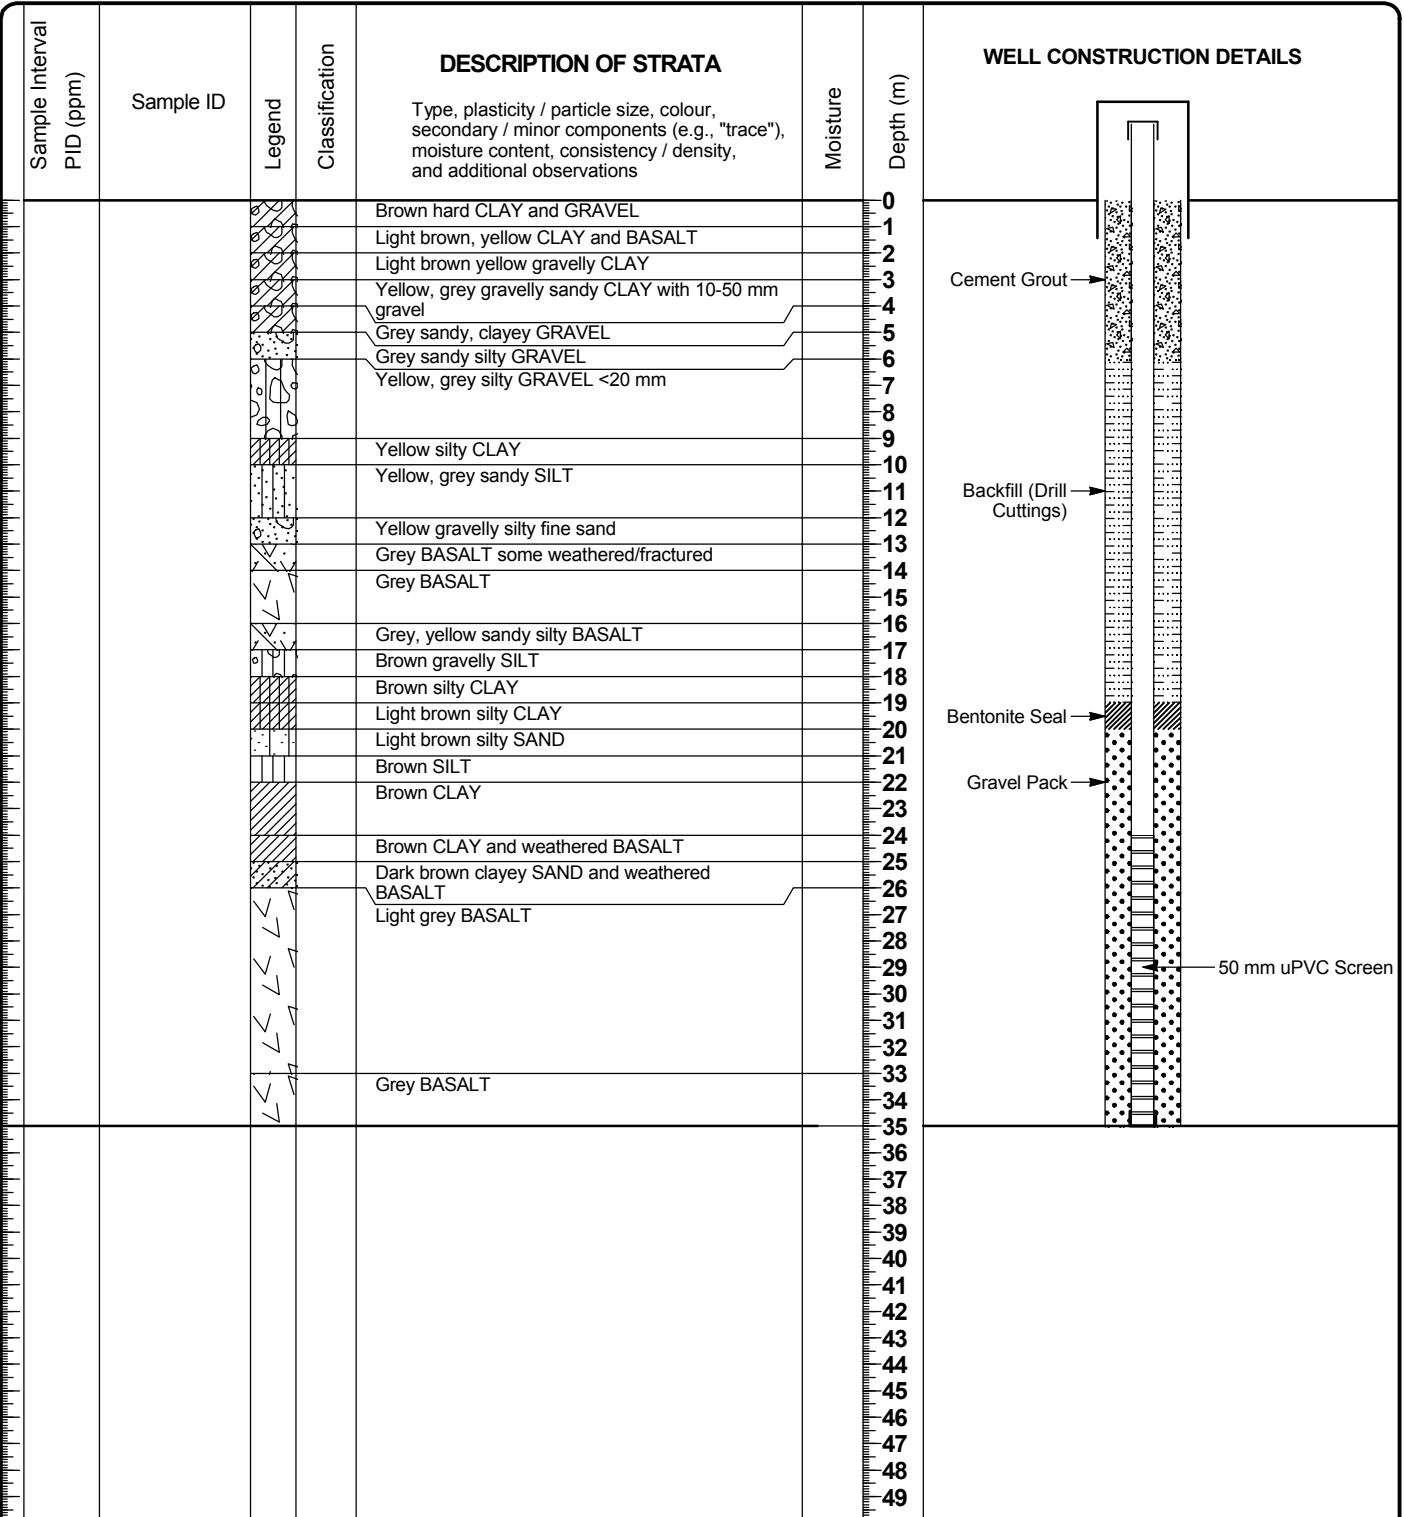 Sample Interval
PID (ppm)
Sample ID
Legend
Classification
DESCRIPTION OF STRATA
Type, plasticity / particle size, colour,
secondary / minor components (e.g., "trace"),
moisture content, consistency / density,
and additional observations
Moisture
Depth (m)
WELL CONSTRUCTION DETAILS
Brown hard CLAY and GRAVEL
Light brown, yellow CLAY and BASALT
Light brown yellow gravelly CLAY
Yellow, grey gravelly sandy CLAY with 10-50 mm
gravel
Grey sandy, clayey GRAVEL
Grey sandy silty GRAVEL
Yellow, grey silty GRAVEL <20 mm
Yellow silty CLAY
Yellow, grey sandy SILT
Yellow gravelly silty fine sand
Grey BASALT some weathered/fractured
Grey BASALT
Grey, yellow sandy silty BASALT
Brown gravelly SILT
Brown silty CLAY
Light brown silty CLAY
Light brown silty SAND
Brown SILT
Brown CLAY
Brown CLAY and weathered BASALT
Dark brown clayey SAND and weathered
BASALT
Light grey BASALT
Grey BASALT
0
1
2
3
4
5
6
7
8
9
10
11
12
13
14
15
16
17
18
19
20
21
22
23
24
25
26
27
28
29
30
31
32
33
34
35
36
37
38
39
40
41
42
43
44
45
46
47
48
49
Cement Grout
Backfill (Drill
Cuttings)
Bentonite Seal
Gravel Pack
50 mm uPVC Screen